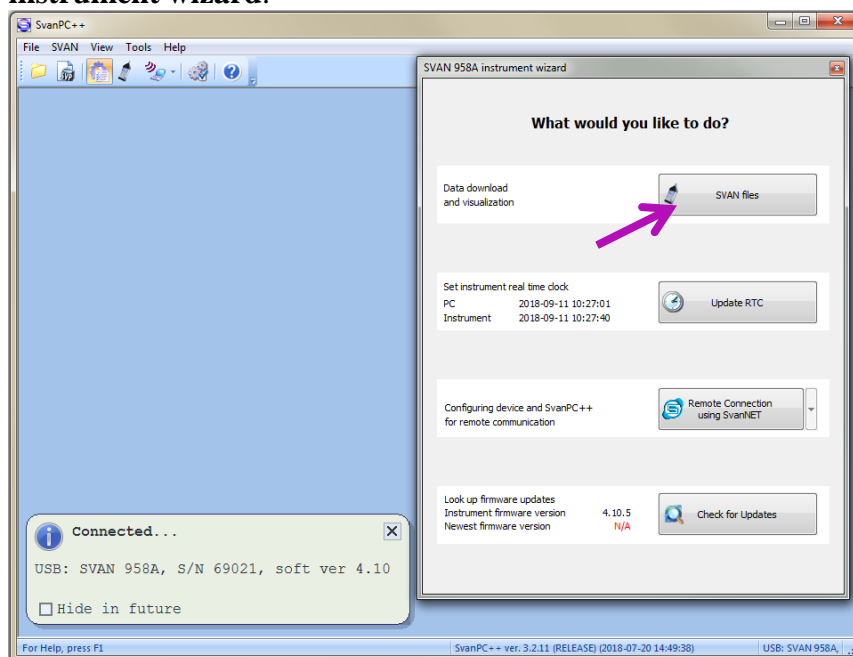 instrument wizard.
SvanPC++
File SVAN View Tools Help
SVAN 958A instrument wizard
What would you like to do?
Data download
and visualization
SVAN files
Set instrument real time clock
PC 2018-09-11 10:27:01
Instrument 2018-09-11 10:27:40
Update RTC
Configuring device and SvanPC++
for remote communication
Remote Connection
using SvanNET
Look up firmware updates
Instrument firmware version 4.10.5
Newest firmware version N/A
Check for Updates
Connected...
USB: SVAN 958A, S/N 69021, soft ver 4.10
Hide in future
For Help, press F1
SvanPC++ ver. 3.2.11 (RELEASE) (2018-07-20 14:49:38)
USB: SVAN 958A,